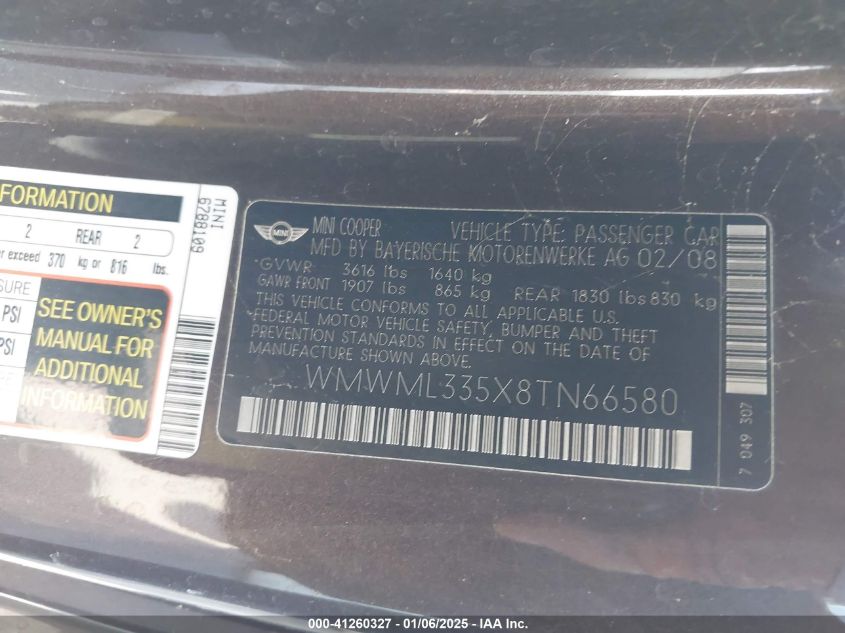 FORMATION
2 REAR 2
exceed 370 kg or 816 lbs.
SURE
PSI
PSI
SEE OWNER'S
MANUAL FOR
ADDITIONAL
INFORMATION
MINI
6788109
MINI
MINI COOPER VEHICLE TYPE: PASSENGER CAR
MFD BY BAYERISCHE MOTORENWERKE AG 02/08
GVWR 3616 lbs 1640 kg
GAWR FRONT 1907 lbs 865 kg REAR 1830 lbs 830 kg
THIS VEHICLE CONFORMS TO ALL APPLICABLE U.S.
FEDERAL MOTOR VEHICLE SAFETY, BUMPER AND THEFT
PREVENTION STANDARDS IN EFFECT ON THE DATE OF
MANUFACTURE SHOWN ABOVE.
WMWML335X8TN66580
7 049 307
000-41260327 - 01/06/2025 - IAA Inc.